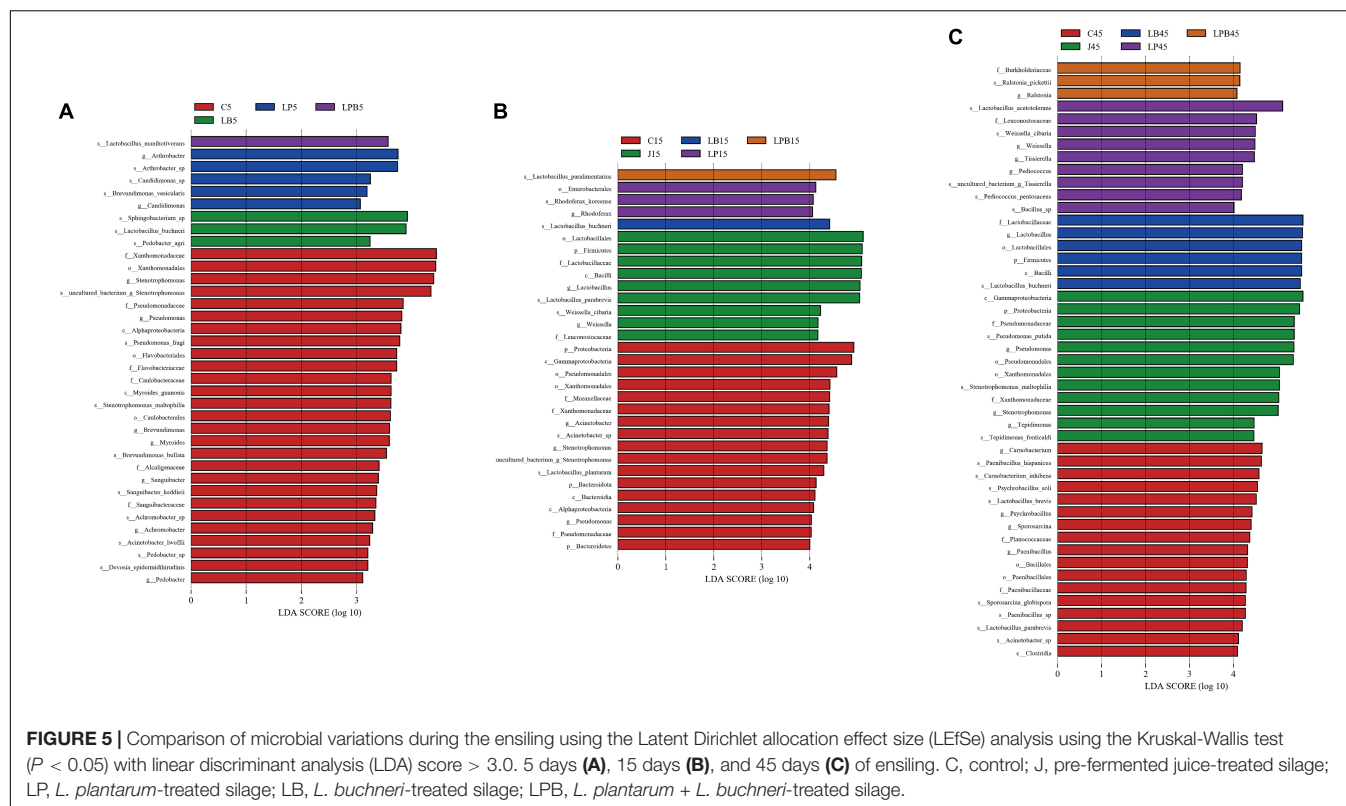 A
C5 LP5 LPB5
LB5
s__Lactobacillus_manihotivorans
g__Arthrobacter
s__Arthrobacter_sp
s__Candidimonas_sp
s__Brevundimonas_vesicularis
g__Candidimonas
s__Sphingobacterium_sp
s__Lactobacillus_buchneri
s__Pedobacter_agri
f__Xanthomonadaceae
o__Xanthomonadales
g__Stenotrophomonas
s__uncultured_bacterium_g_Stenotrophomonas
f__Pseudomonadaceae
g__Pseudomonas
c__Alphaproteobacteria
s__Pseudomonas_fragi
o__Flavobacteriales
f__Flavobacteriaceae
f__Caulobacteraceae
s__Myroides_guanonis
s__Stenotrophomonas_maltophilia
o__Caulobacterales
g__Brevundimonas
g__Myroides
s__Brevundimonas_bullata
f__Alcaligenaceae
g__Sanguibacter
s__Sanguibacter_keddieii
f__Sanguibacteraceae
s__Achromobacter_sp
g__Achromobacter
s__Acinetobacter_lwoffii
s__Pedobacter_sp
s__Devosia_epidermidihirudinis
g__Pedobacter
0 1 2 3
LDA SCORE (log 10)
B
C15 LB15 LPB15
J15 LP15
s__Lactobacillus_paralimentarius
o__Enterobacterales
s__Rhodoferax_koreense
g__Rhodoferax
s__Lactobacillus_buchneri
o__Lactobacillales
p__Firmicutes
f__Lactobacillaceae
c__Bacilli
g__Lactobacillus
s__Lactobacillus_parabrevis
s__Weissella_cibaria
g__Weissella
f__Leuconostocaceae
p__Proteobacteria
c__Gammaproteobacteria
o__Pseudomonadales
o__Xanthomonadales
f__Moraxellaceae
f__Xanthomonadaceae
g__Acinetobacter
s__Acinetobacter_sp
g__Stenotrophomonas
uncultured_bacterium_g_Stenotrophomonas
s__Lactobacillus_plantarum
p__Bacteroidota
c__Bacteroidia
c__Alphaproteobacteria
g__Pseudomonas
f__Pseudomonadaceae
p__Bacteroidetes
0 1 2 3 4
LDA SCORE (log 10)
C
C45 LB45 LPB45
J45 LP45
f__Burkholderiaceae
s__Ralstonia_pickettii
g__Ralstonia
s__Lactobacillus_acetotolerans
f__Leuconostocaceae
s__Weissella_cibaria
g__Weissella
g__Tissierella
g__Pediococcus
s__uncultured_bacterium_g_Tissierella
s__Pediococcus_pentosaceus
s__Bacillus_sp
f__Lactobacillaceae
g__Lactobacillus
o__Lactobacillales
p__Firmicutes
c__Bacilli
s__Lactobacillus_buchneri
c__Gammaproteobacteria
p__Proteobacteria
f__Pseudomonadaceae
s__Pseudomonas_putida
g__Pseudomonas
o__Pseudomonadales
o__Xanthomonadales
s__Stenotrophomonas_maltophilia
f__Xanthomonadaceae
g__Stenotrophomonas
g__Tepidimonas
s__Tepidimonas_fonticaldi
g__Carnobacterium
s__Paenibacillus_hispanicus
s__Carnobacterium_inhibens
s__Psychrobacillus_soli
s__Lactobacillus_brevis
g__Psychrobacillus
g__Sporosarcina
f__Planococcaceae
g__Paenibacillus
o__Bacillales
o__Paenibacillales
f__Paenibacillaceae
s__Sporosarcina_globispora
s__Paenibacillus_sp
s__Lactobacillus_parabrevis
s__Acinetobacter_sp
c__Clostridia
0 1 2 3 4
LDA SCORE (log 10)
FIGURE 5 | Comparison of microbial variations during the ensiling using the Latent Dirichlet allocation effect size (LEfSe) analysis using the Kruskal-Wallis test
(P < 0.05) with linear discriminant analysis (LDA) score > 3.0. 5 days (A), 15 days (B), and 45 days (C) of ensiling. C, control; J, pre-fermented juice-treated silage;
LP, L. plantarum-treated silage; LB, L. buchneri-treated silage; LPB, L. plantarum + L. buchneri-treated silage.